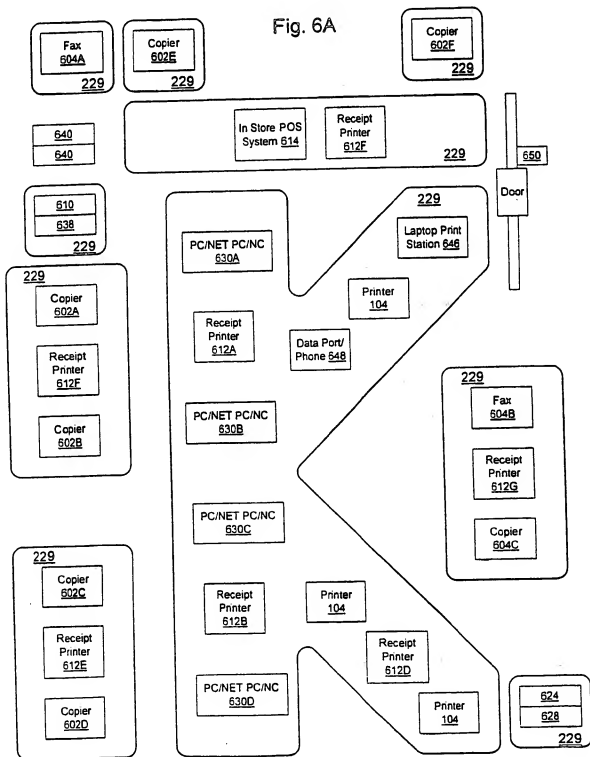 Fig. 6A
Fax
604A
229
Copier
602E
229
Copier
602F
229
In Store POS
System 614
Receipt
Printer
612F
229
640
640
650
Door
610
638
229
229
Copier
602A
Receipt
Printer
612F
Copier
602B
PC/NET PC/NC
630A
Receipt
Printer
612A
PC/NET PC/NC
630B
PC/NET PC/NC
630C
Receipt
Printer
612B
PC/NET PC/NC
630D
229
Laptop Print
Station 646
Printer
104
Data Port/
Phone 648
Printer
104
Receipt
Printer
612D
Printer
104
229
Fax
604B
Receipt
Printer
612G
Copier
604C
229
Copier
602C
Receipt
Printer
612E
Copier
602D
624
628
229